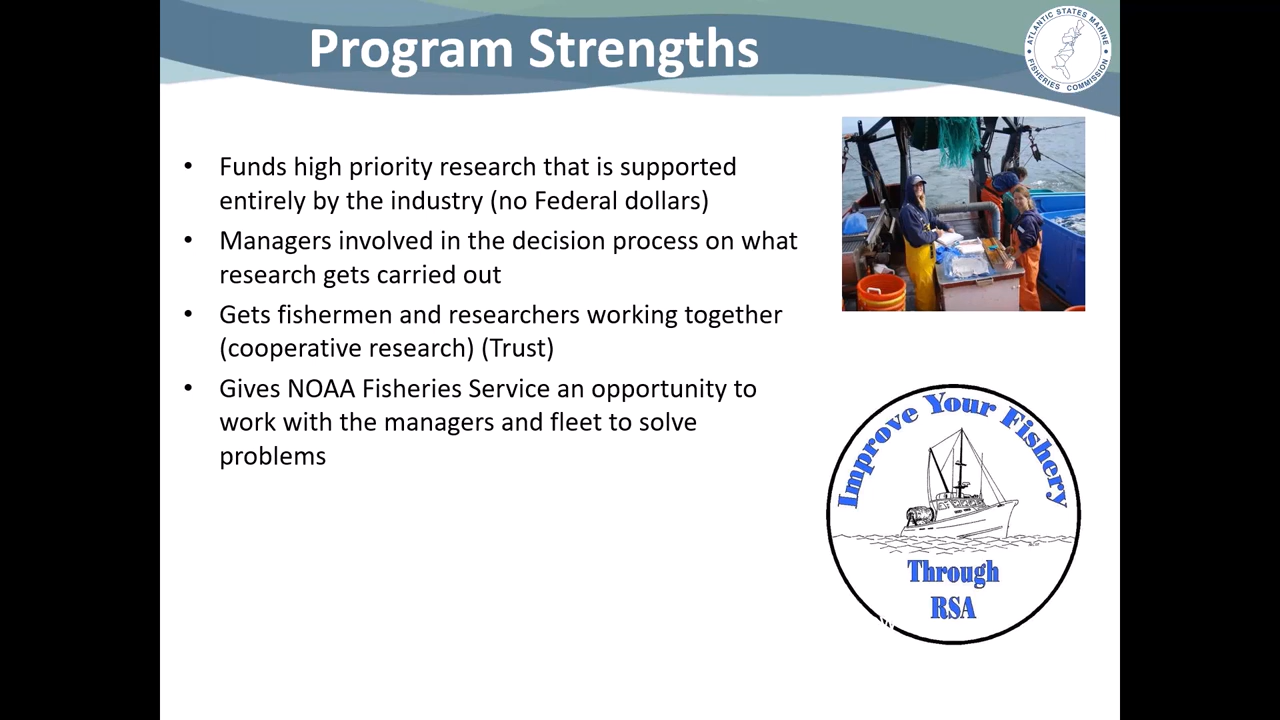 Program Strengths
ATLANTIC STATES MARINE
FISHERIES COMMISSION
• Funds high priority research that is supported
entirely by the industry (no Federal dollars)
• Managers involved in the decision process on what
research gets carried out
• Gets fishermen and researchers working together
(cooperative research) (Trust)
• Gives NOAA Fisheries Service an opportunity to
work with the managers and fleet to solve
problems
Improve Your Fishery
Through
RSA